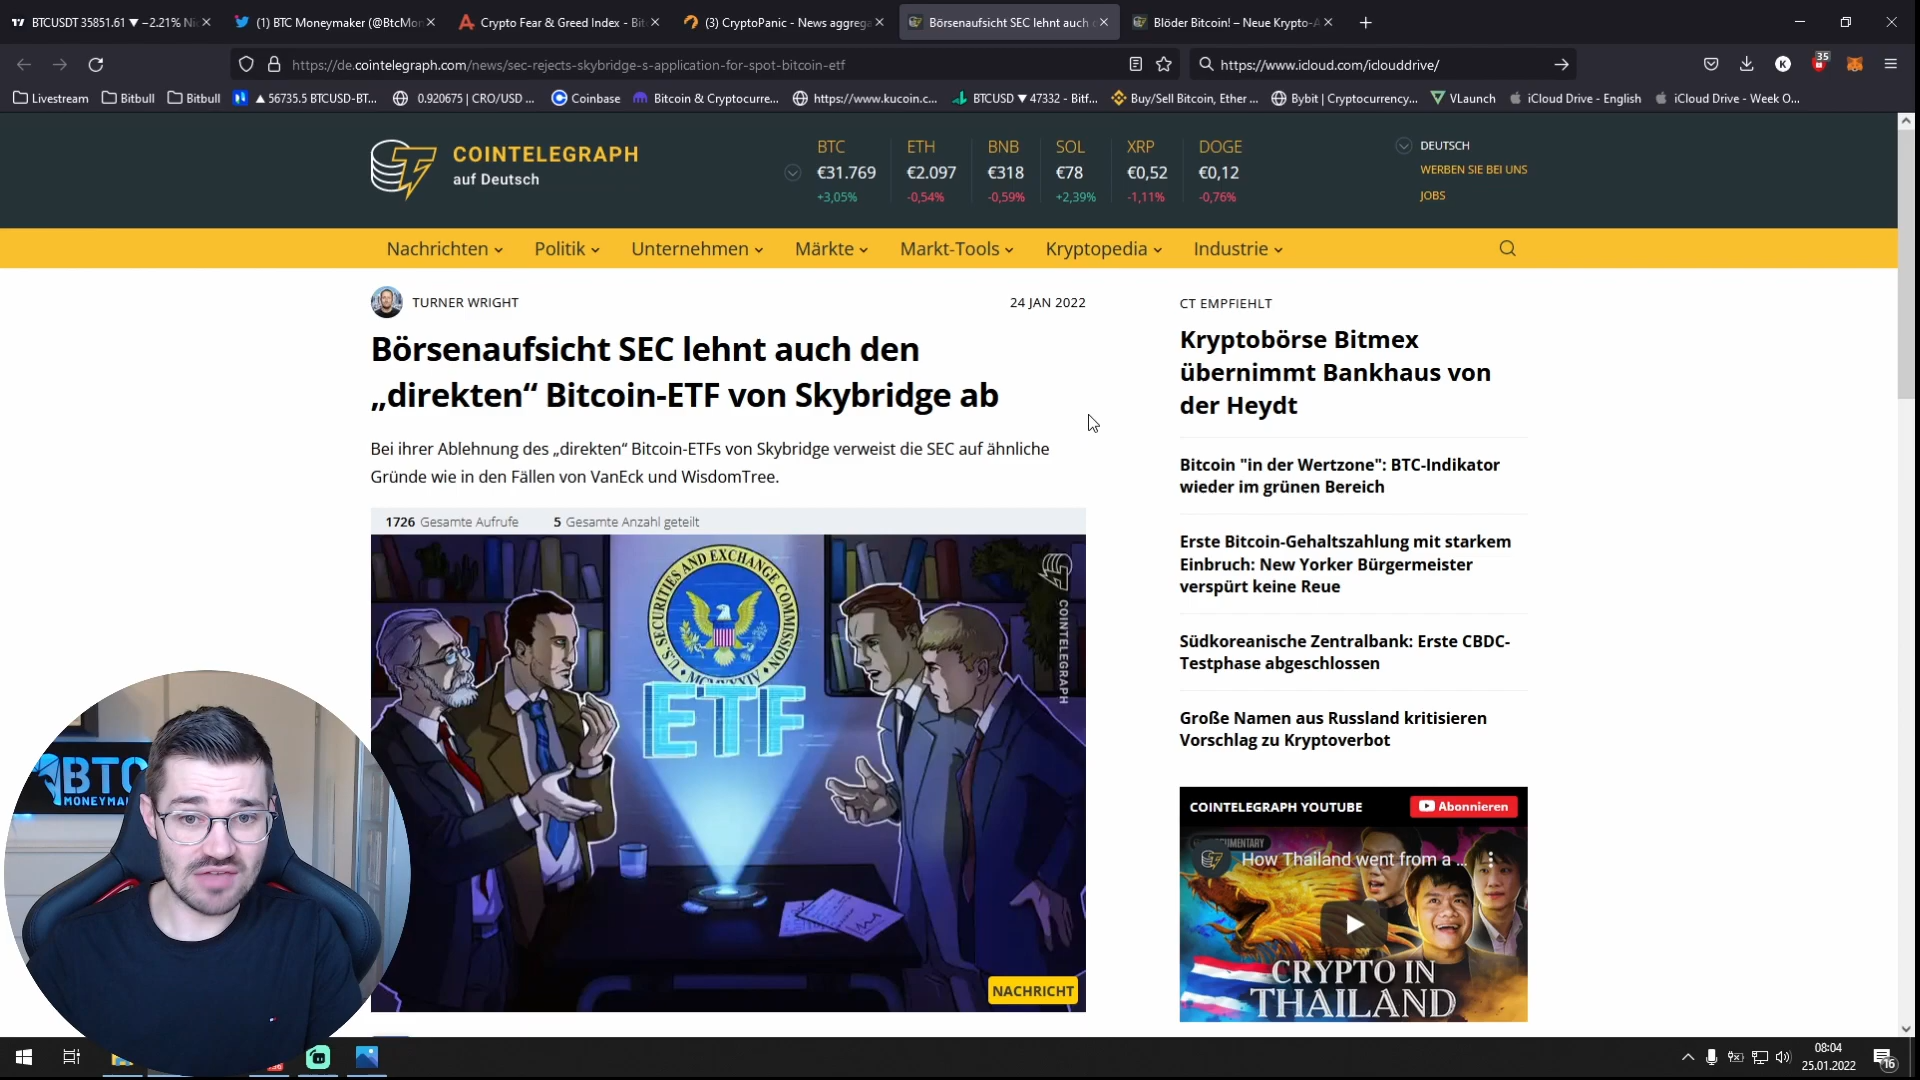 BTCUSDT 35851.61 ▼ −2.21%
(1) BTC Moneymaker (@BtcMon
Crypto Fear & Greed Index - Bit
(3) CryptoPanic - News aggrega
Börsenaufsicht SEC lehnt auch
Blöder Bitcoin! – Neue Krypto-A
https://de.cointelegraph.com/news/sec-rejects-skybridge-s-application-for-spot-bitcoin-etf
https://www.icloud.com/iclouddrive/
35
Livestream
Bitbull
Bitbull
▲ 56735.5 BTCUSD-BT...
0.920675 | CRO/USD ...
Coinbase
Bitcoin & Cryptocurre...
https://www.kucoin.c...
BTCUSD ▼ 47332 - Bitf...
Buy/Sell Bitcoin, Ether ...
Bybit | Cryptocurrency...
VLaunch
iCloud Drive - English
iCloud Drive - Week O...
COINTELEGRAPH
auf Deutsch
BTC ETH BNB SOL XRP DOGE
€31.769 €2.097 €318 €78 €0,52 €0,12
+3,05% -0,54% -0,59% +2,39% -1,11% -0,76%
DEUTSCH
WERBEN SIE BEI UNS
JOBS
Nachrichten Politik Unternehmen Märkte Markt-Tools Kryptopedia Industrie
TURNER WRIGHT
24 JAN 2022
Börsenaufsicht SEC lehnt auch den
„direkten“ Bitcoin-ETF von Skybridge ab
Bei ihrer Ablehnung des „direkten“ Bitcoin-ETFs von Skybridge verweist die SEC auf ähnliche
Gründe wie in den Fällen von VanEck und WisdomTree.
1726 Gesamte Aufrufe
5 Gesamte Anzahl geteilt
U.S. SECURITIES AND EXCHANGE COMMISSION
MCMXXXIV
ETF
COINTELEGRAPH
NACHRICHT
CT EMPFIEHLT
Kryptobörse Bitmex
übernimmt Bankhaus von
der Heydt
Bitcoin "in der Wertzone": BTC-Indikator
wieder im grünen Bereich
Erste Bitcoin-Gehaltszahlung mit starkem
Einbruch: New Yorker Bürgermeister
verspürt keine Reue
Südkoreanische Zentralbank: Erste CBDC-
Testphase abgeschlossen
Große Namen aus Russland kritisieren
Vorschlag zu Kryptoverbot
COINTELEGRAPH YOUTUBE
Abonnieren
How Thailand went from a ...
CRYPTO IN
THAILAND
BTC
MONEYMA
08:04
25.01.2022
16